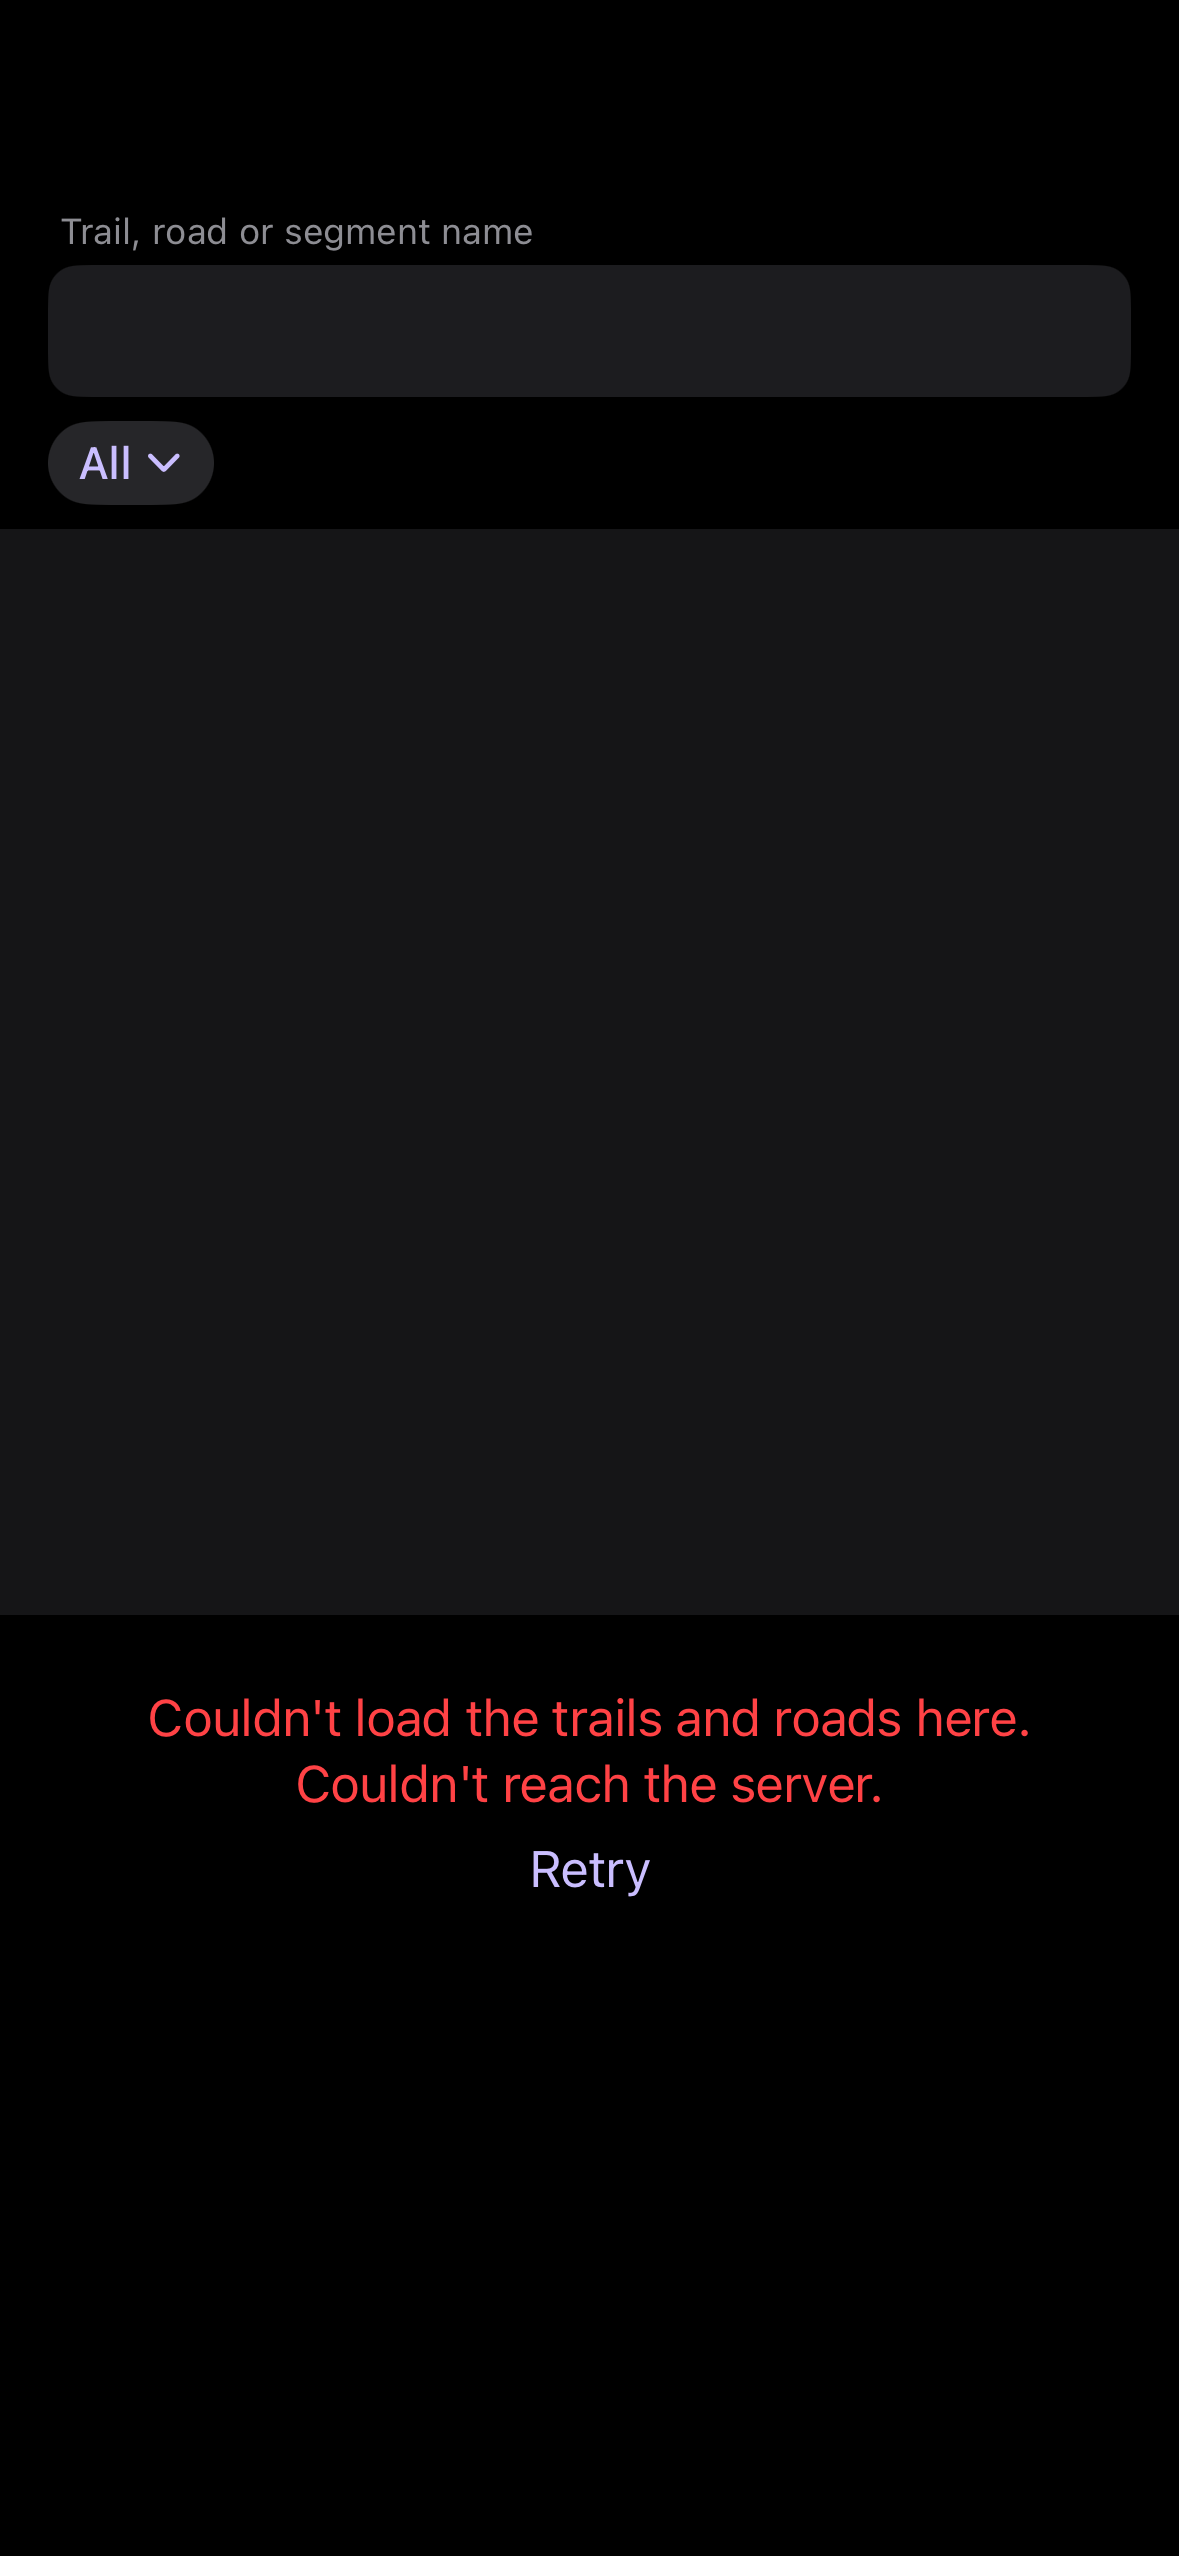 Trail, road or segment name
All
Couldn't load the trails and roads here.
Couldn't reach the server.
Retry